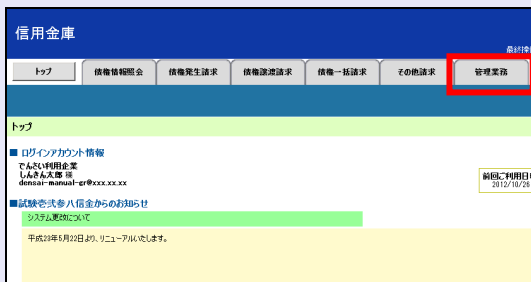 信用金庫
最終操
トップ 債権情報照会 債権発生請求 債権譲渡請求 債権一括請求 その他請求 管理業務
トップ
■ ログインアカウント情報
でんさい利用企業
しんきん太郎 様
densai-manual-gr@xxx.xx.xx
前回ご利用日
2012/10/26
■試験壱弐参八信金からのお知らせ
システム更改について
平成23年5月22日より、リニューアルいたします。